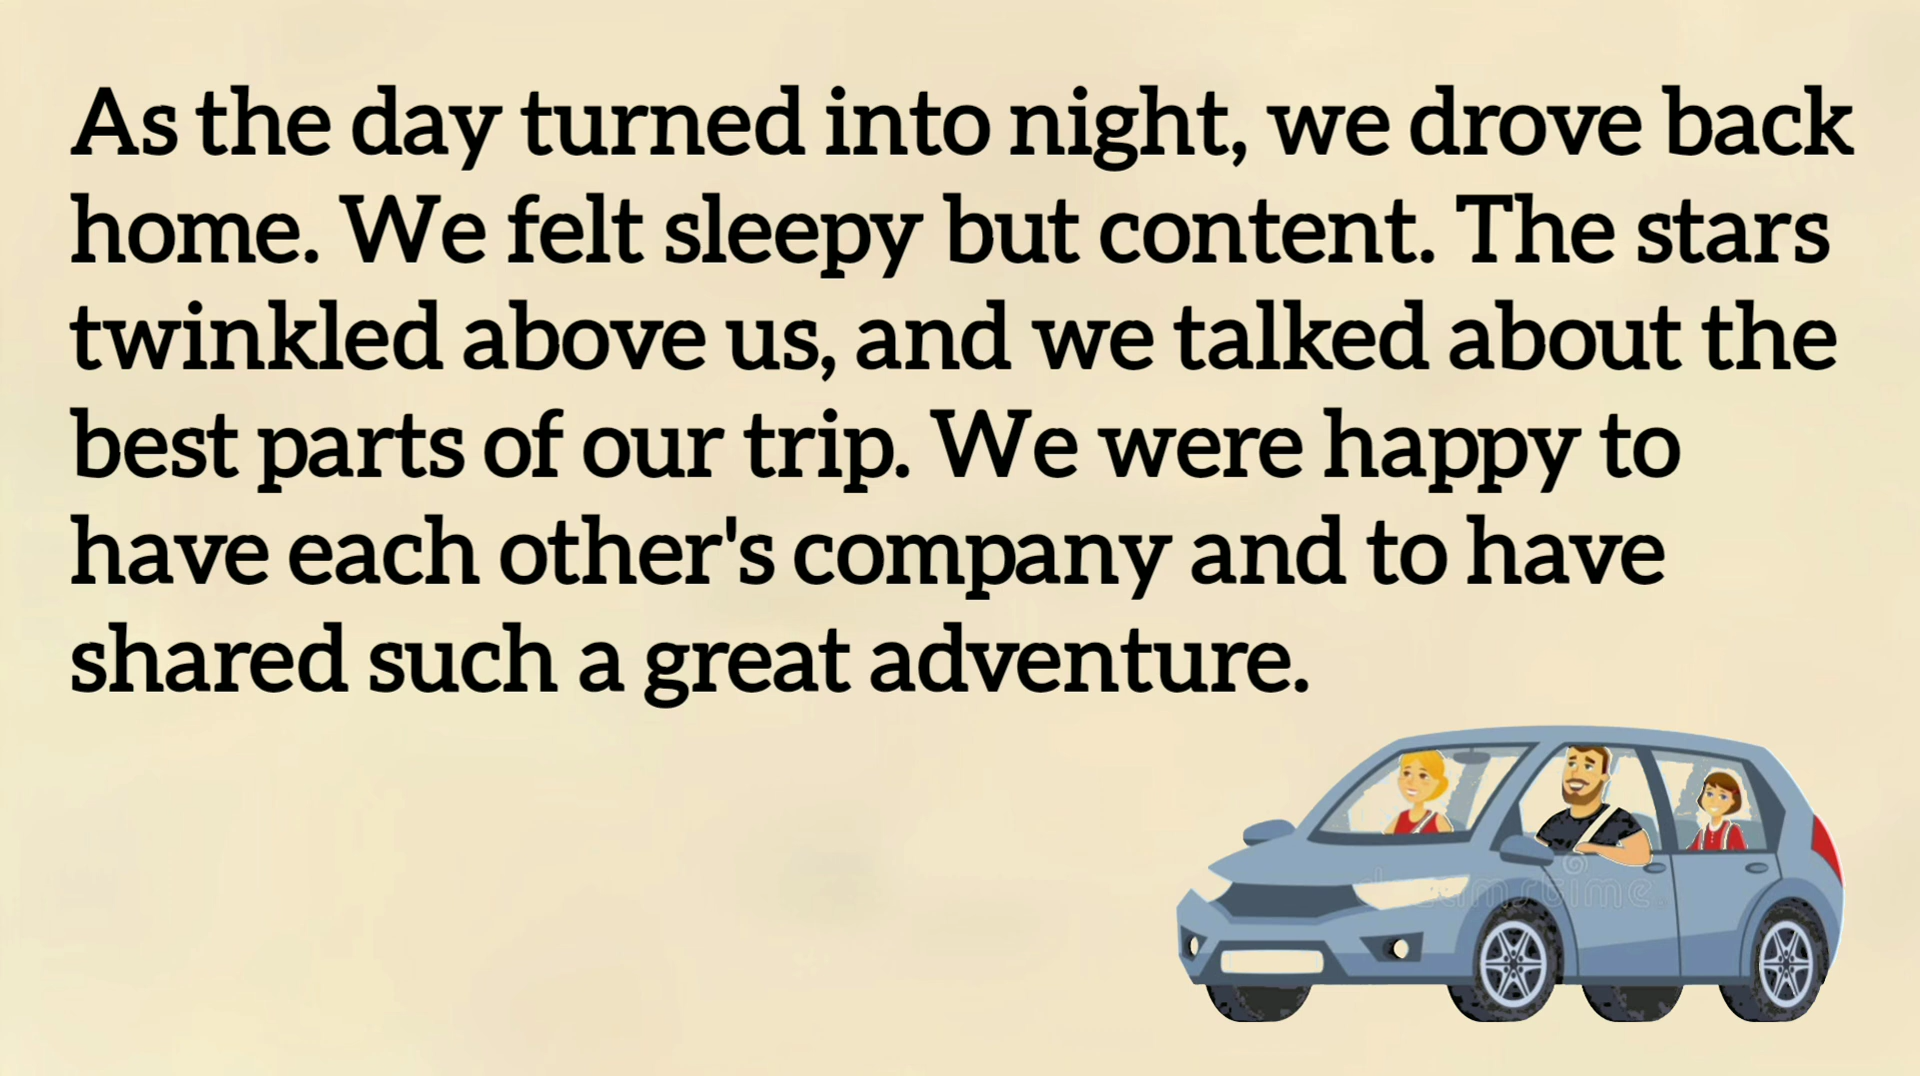 As the day turned into night, we drove back
home. We felt sleepy but content. The stars
twinkled above us, and we talked about the
best parts of our trip. We were happy to
have each other's company and to have
shared such a great adventure.
dreamstime.